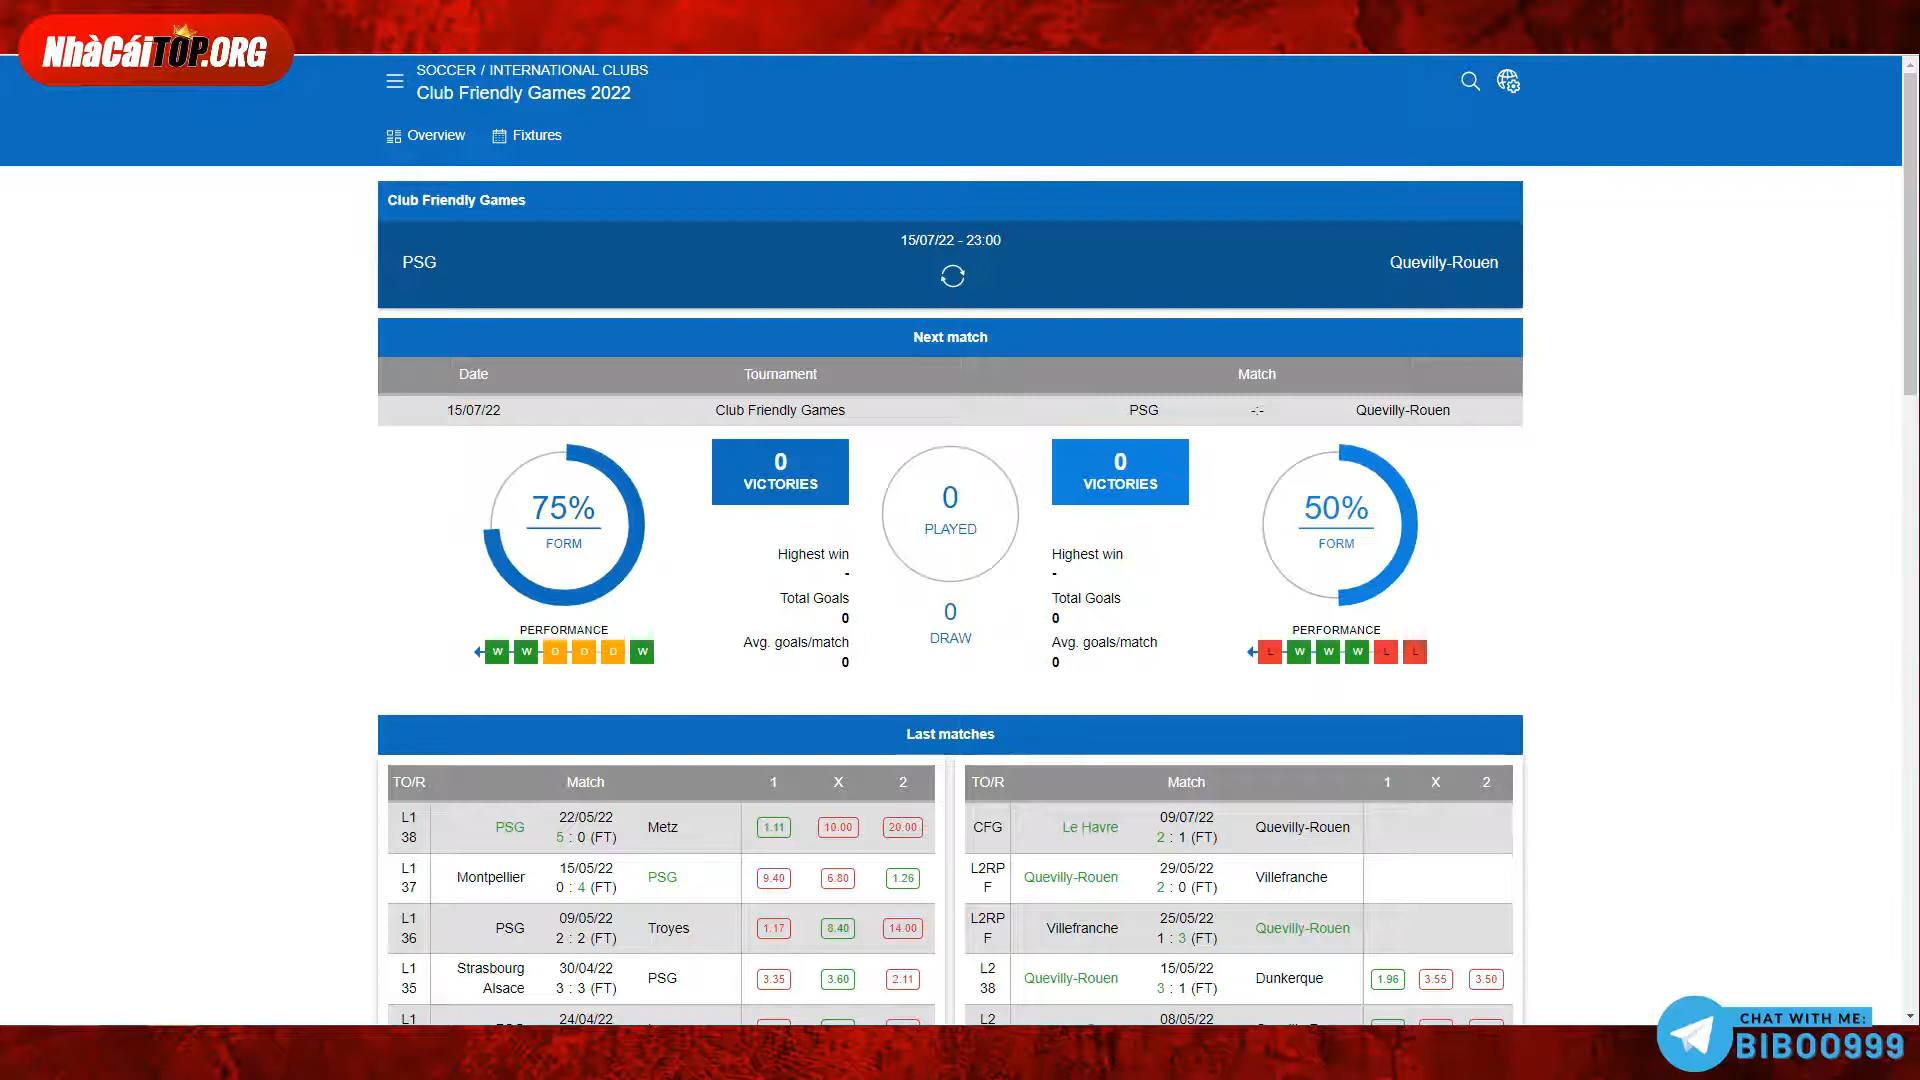 NhàCáiTOP.ORG
SOCCER / INTERNATIONAL CLUBS
Club Friendly Games 2022
Overview Fixtures
Club Friendly Games
15/07/22 - 23:00
PSG Quevilly-Rouen
Next match
Date Tournament Match
15/07/22 Club Friendly Games PSG -:- Quevilly-Rouen
75%
FORM
PERFORMANCE
W W D D D W
0
VICTORIES
Highest win
-
Total Goals
0
Avg. goals/match
0
0
PLAYED
0
DRAW
0
VICTORIES
Highest win
-
Total Goals
0
Avg. goals/match
0
50%
FORM
PERFORMANCE
L W W W L L
Last matches
TO/R Match 1 X 2
L1 38 PSG 22/05/22 5 : 0 (FT) Metz 1.11 10.00 20.00
L1 37 Montpellier 15/05/22 0 : 4 (FT) PSG 9.40 6.80 1.26
L1 36 PSG 09/05/22 2 : 2 (FT) Troyes 1.17 8.40 14.00
L1 35 Strasbourg Alsace 30/04/22 3 : 3 (FT) PSG 3.35 3.60 2.11
L1 24/04/22
TO/R Match 1 X 2
CFG Le Havre 09/07/22 2 : 1 (FT) Quevilly-Rouen
L2RP F Quevilly-Rouen 29/05/22 2 : 0 (FT) Villefranche
L2RP F Villefranche 25/05/22 1 : 3 (FT) Quevilly-Rouen
L2 38 Quevilly-Rouen 15/05/22 3 : 1 (FT) Dunkerque 1.96 3.55 3.50
L2 08/05/22
CHAT WITH ME:
BIBOO999